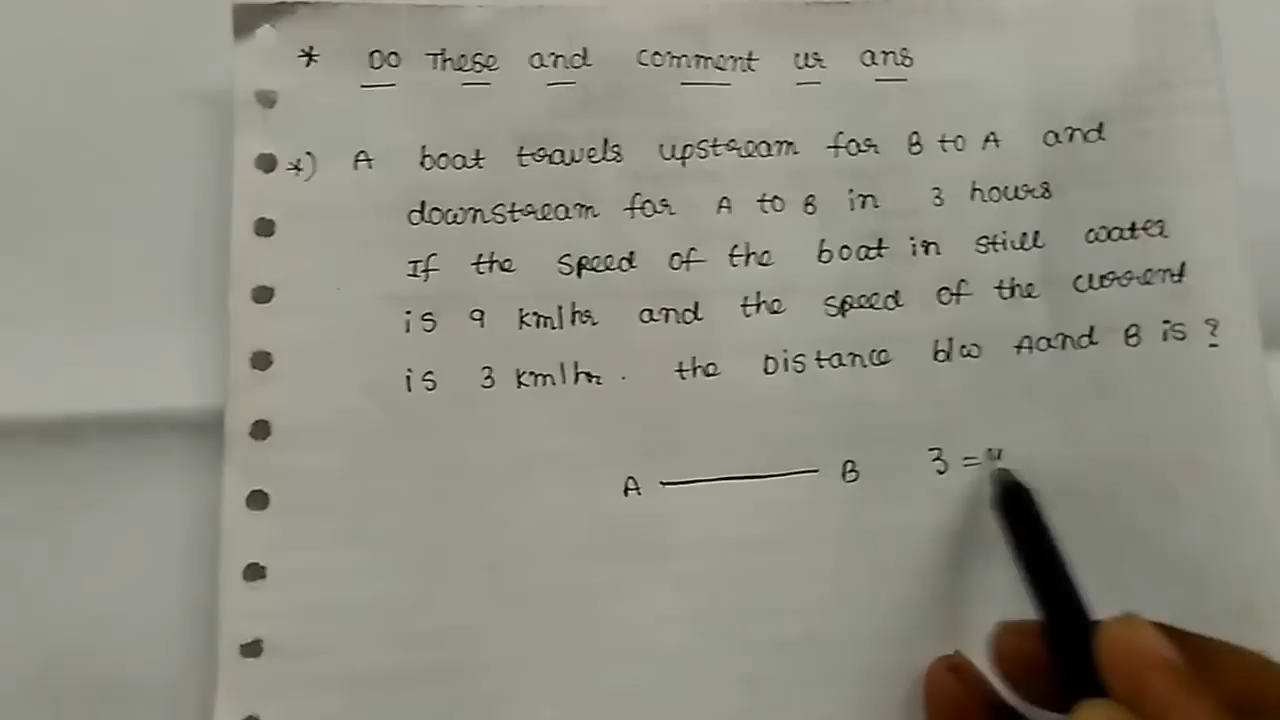 * DO These and comment ur ans
*) A boat travels upstream for B to A and
downstream for A to B in 3 hours
If the speed of the boat in still water
is 9 km/hr and the speed of the current
is 3 km/hr. the Distance b/w A and B is ?
A B 3 =